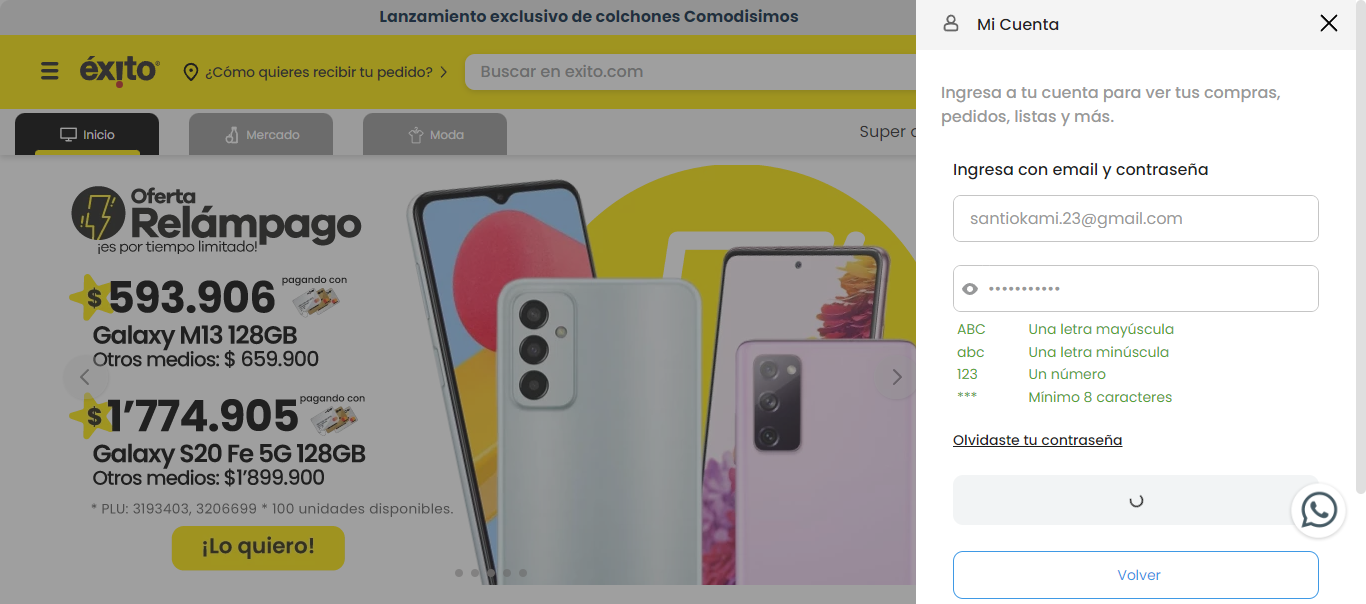 Lanzamiento exclusivo de colchones Comodisimos
éxito
¿Cómo quieres recibir tu pedido?
Buscar en exito.com
Inicio
Mercado
Moda
Super
Oferta
Relámpago
¡es por tiempo limitado!
$593.906
pagando con
Galaxy M13 128GB
Otros medios: $ 659.900
$1'774.905
pagando con
Galaxy S20 Fe 5G 128GB
Otros medios: $1'899.900
* PLU: 3193403, 3206699 * 100 unidades disponibles.
¡Lo quiero!
Mi Cuenta
Ingresa a tu cuenta para ver tus compras,
pedidos, listas y más.
Ingresa con email y contraseña
santiokami.23@gmail.com
•••••••••••
ABC Una letra mayúscula
abc Una letra minúscula
123 Un número
*** Mínimo 8 caracteres
Olvidaste tu contraseña
Volver